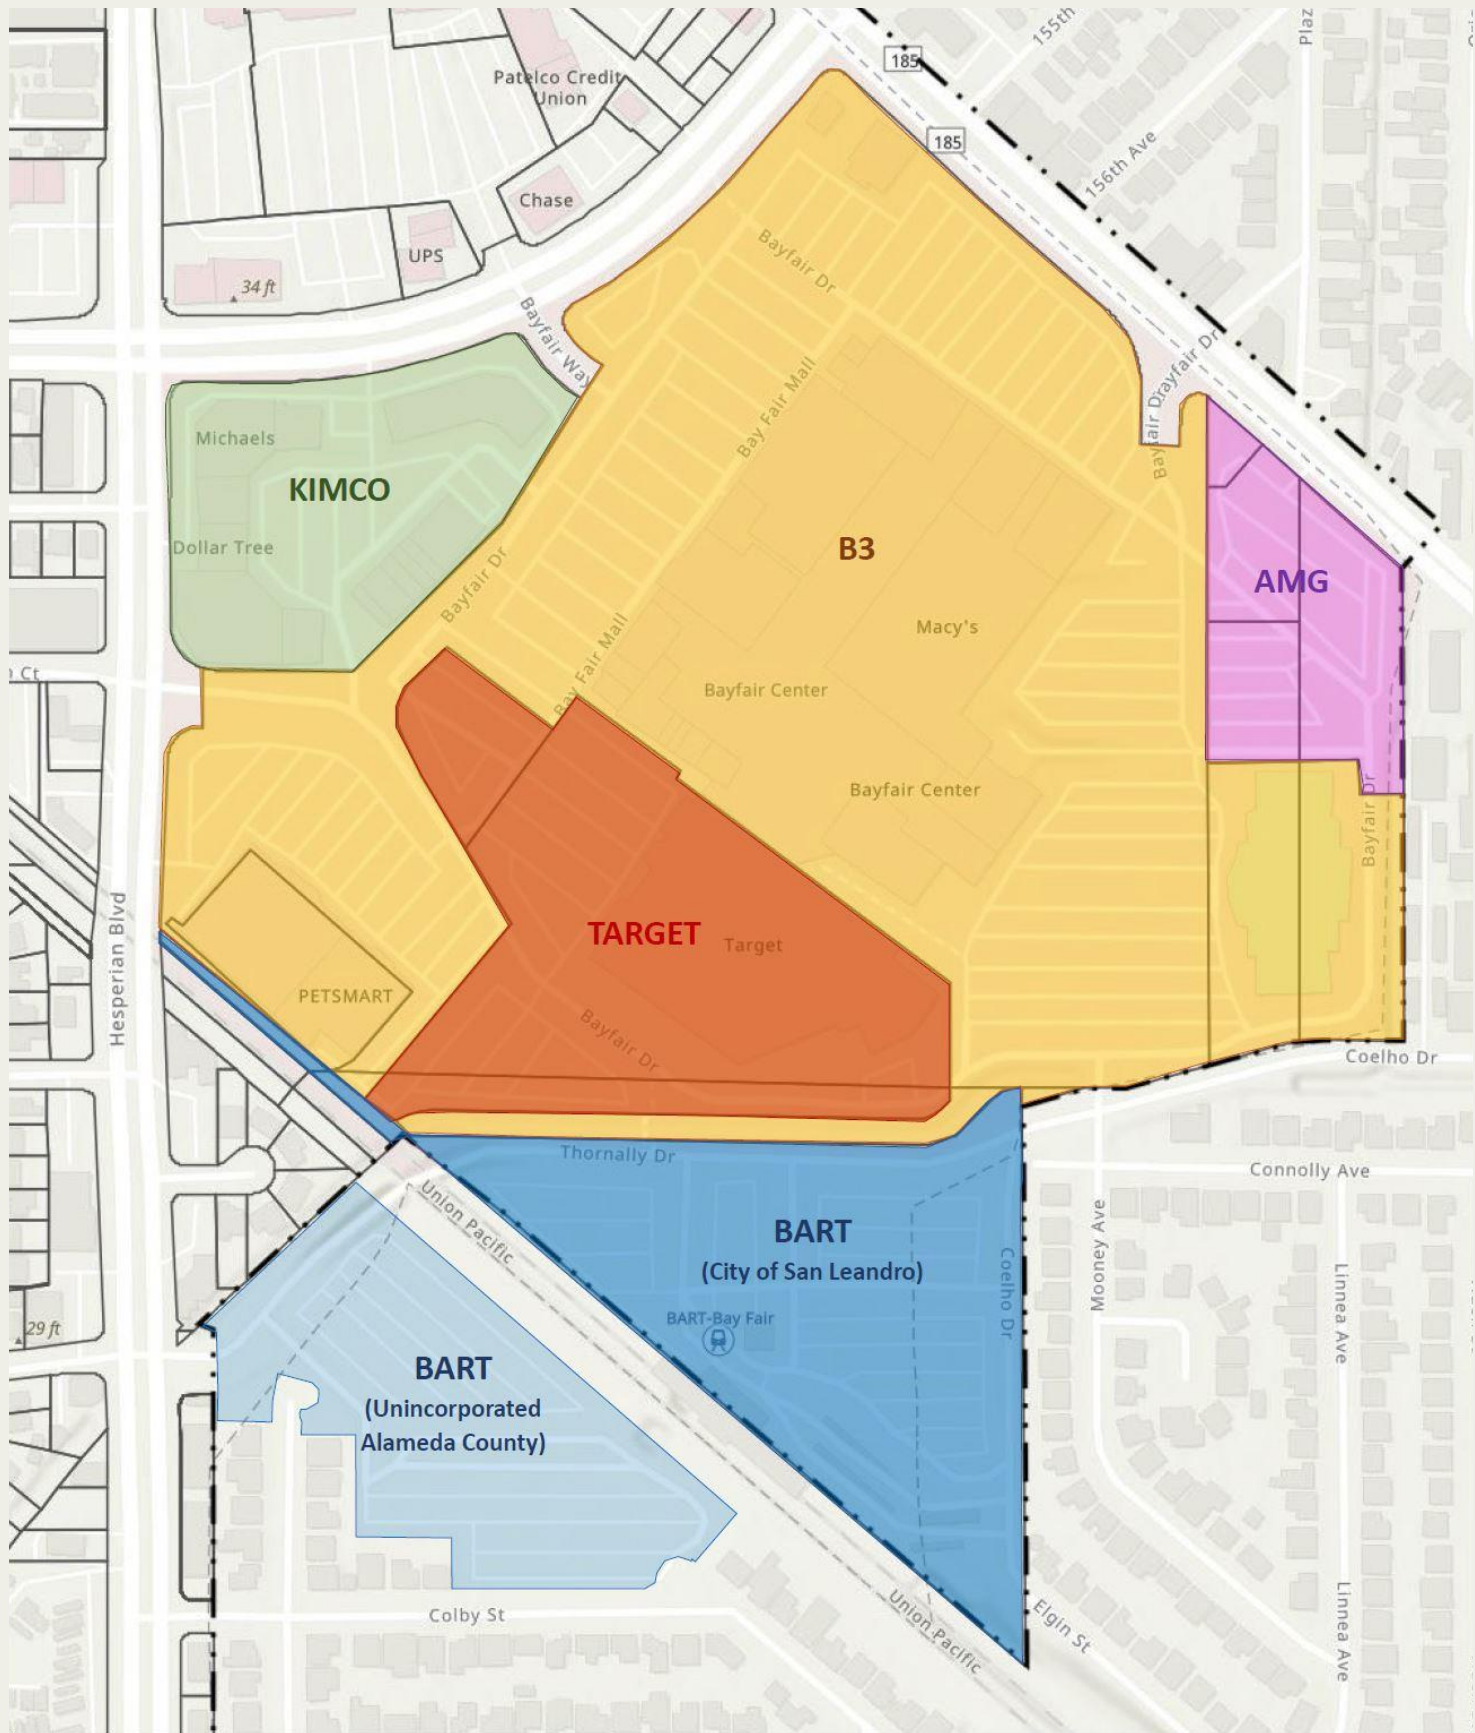 155th
Plaz
185
Patelco Credit
Union
185
156th Ave
Chase
UPS
34 ft
Bayfair Dr
Bayfair Way
Bayfair Dr
Bay Fair Mall
Michaels
KIMCO
Dollar Tree
B3
AMG
Bayfair Dr
Macy's
Bay Fair Mall
Bayfair Center
Ct
Bayfair Center
Bayfair Dr
TARGET
Target
Hesperian Blvd
PETSMART
Bayfair Dr
Coelho Dr
Thornally Dr
Connolly Ave
Union Pacific
BART
(City of San Leandro)
Coelho Dr
Mooney Ave
Linnea Ave
BART-Bay Fair
29 ft
BART
(Unincorporated
Alameda County)
Colby St
Union Pacific
Elgin St
Linnea Ave